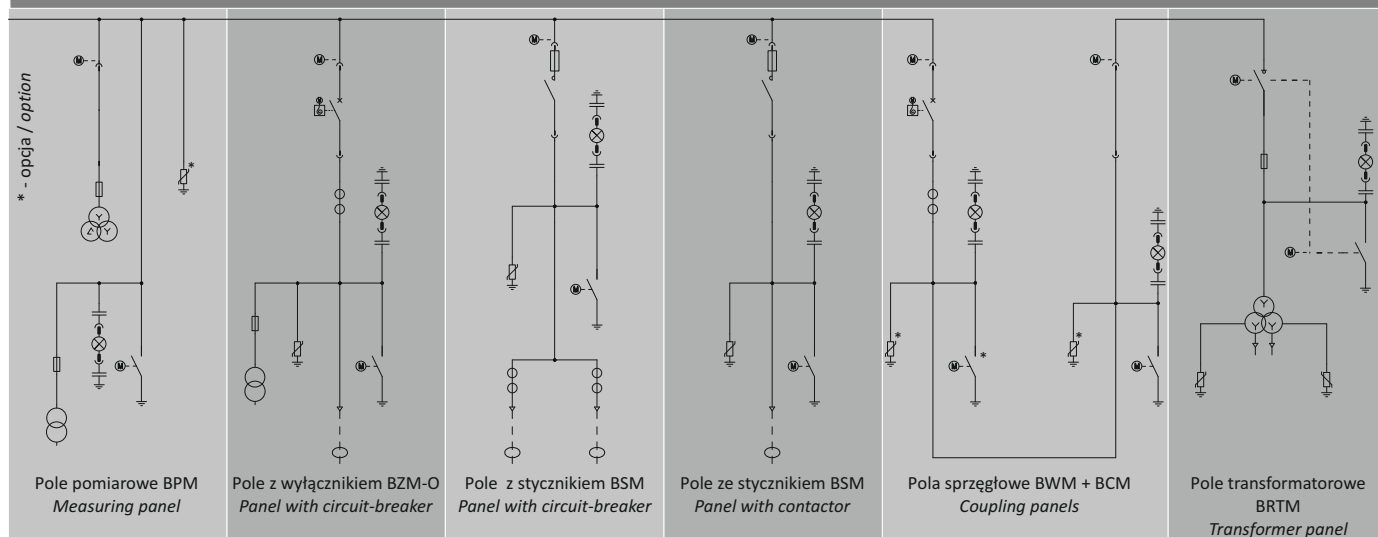 * - opcja / option
Pole pomiarowe BPM
Measuring panel
Pole z wyłącznikiem BZM-O
Panel with circuit-breaker
Pole z stycznikiem BSM
Panel with circuit-breaker
Pole ze stycznikiem BSM
Panel with contactor
Pola sprzęgłowe BWM + BCM
Coupling panels
Pole transformatorowe
BRTM
Transformer panel
M
M
M
M
M
M
M
M
M
M
M
M
M
*
*
*
*
Y
Y
Y
Y
Y